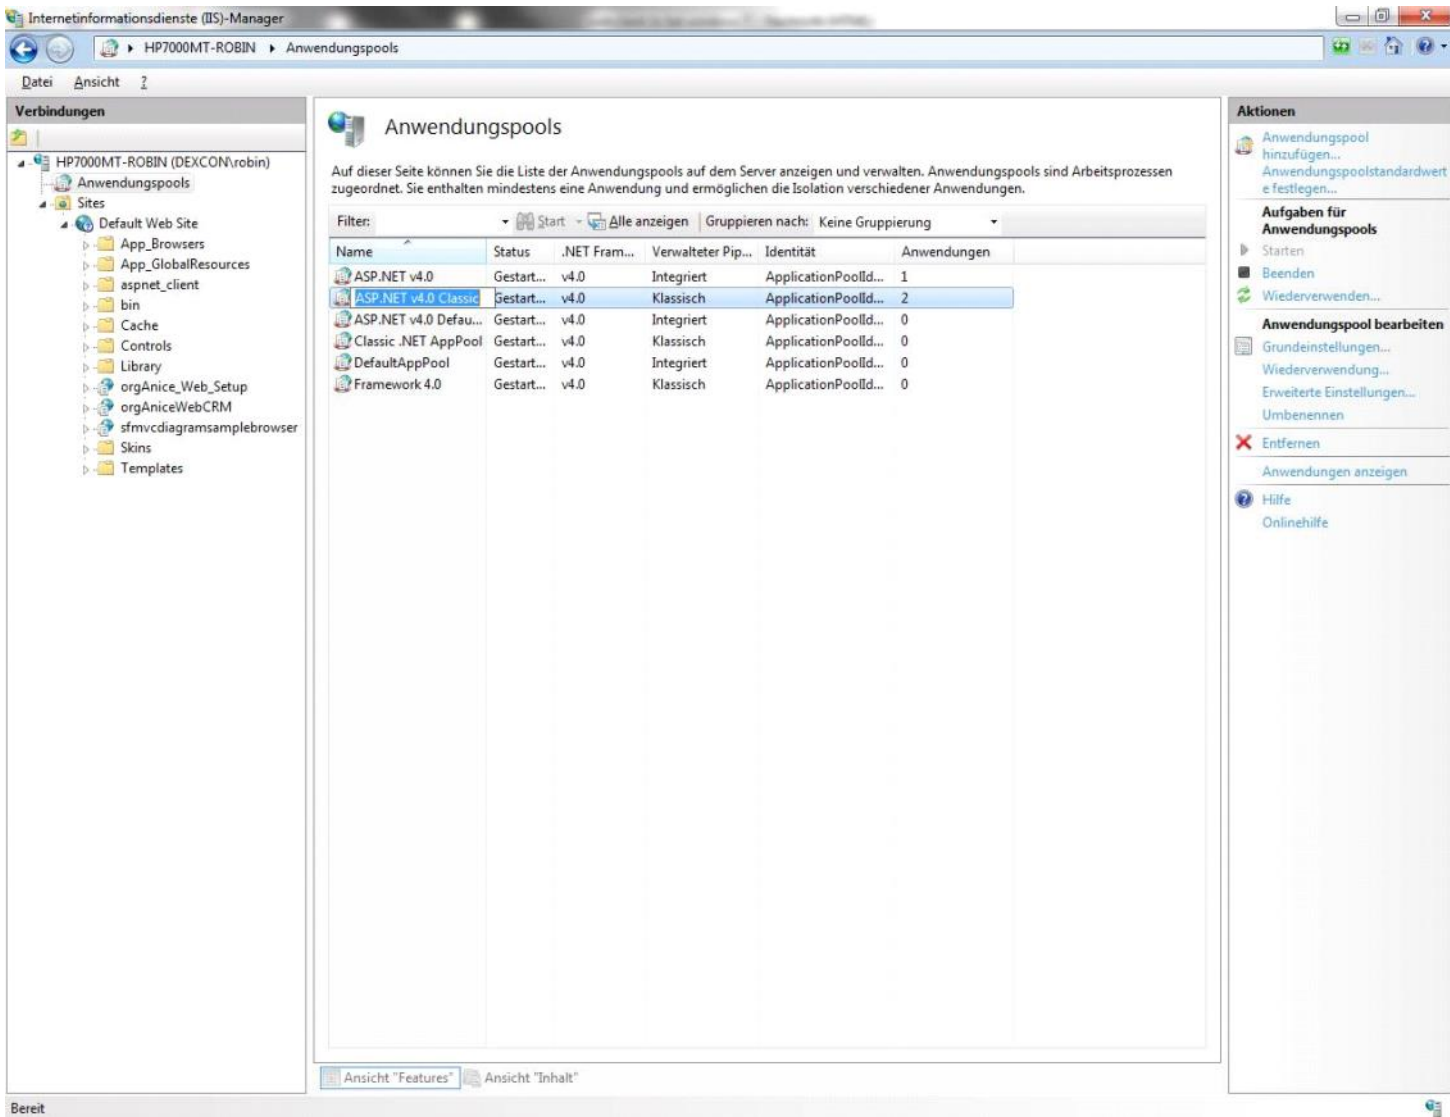 Internetinformationsdienste (IIS)-Manager
HP7000MT-ROBIN Anwendungspools
Datei Ansicht ?
Verbindungen
HP7000MT-ROBIN (DEXCON\robin)
Anwendungspools
Sites
Default Web Site
App_Browsers
App_GlobalResources
aspnet_client
bin
Cache
Controls
Library
orgAnice_Web_Setup
orgAniceWebCRM
sfmvcdiagramsamplebrowser
Skins
Templates
Anwendungspools
Auf dieser Seite können Sie die Liste der Anwendungspools auf dem Server anzeigen und verwalten. Anwendungspools sind Arbeitsprozessen
zugeordnet. Sie enthalten mindestens eine Anwendung und ermöglichen die Isolation verschiedener Anwendungen.
Filter: Start Alle anzeigen Gruppieren nach: Keine Gruppierung
Name Status .NET Fram... Verwalteter Pip... Identität Anwendungen
ASP.NET v4.0 Gestart... v4.0 Integriert ApplicationPoolId... 1
ASP.NET v4.0 Classic Gestart... v4.0 Klassisch ApplicationPoolId... 2
ASP.NET v4.0 Defau... Gestart... v4.0 Integriert ApplicationPoolId... 0
Classic .NET AppPool Gestart... v4.0 Klassisch ApplicationPoolId... 0
DefaultAppPool Gestart... v4.0 Integriert ApplicationPoolId... 0
Framework 4.0 Gestart... v4.0 Klassisch ApplicationPoolId... 0
Ansicht "Features" Ansicht "Inhalt"
Aktionen
Anwendungspool
hinzufügen...
Anwendungspoolstandardwert
e festlegen...
Aufgaben für
Anwendungspools
Starten
Beenden
Wiederverwenden...
Anwendungspool bearbeiten
Grundeinstellungen...
Wiederverwendung...
Erweiterte Einstellungen...
Umbenennen
Entfernen
Anwendungen anzeigen
Hilfe
Onlinehilfe
Bereit